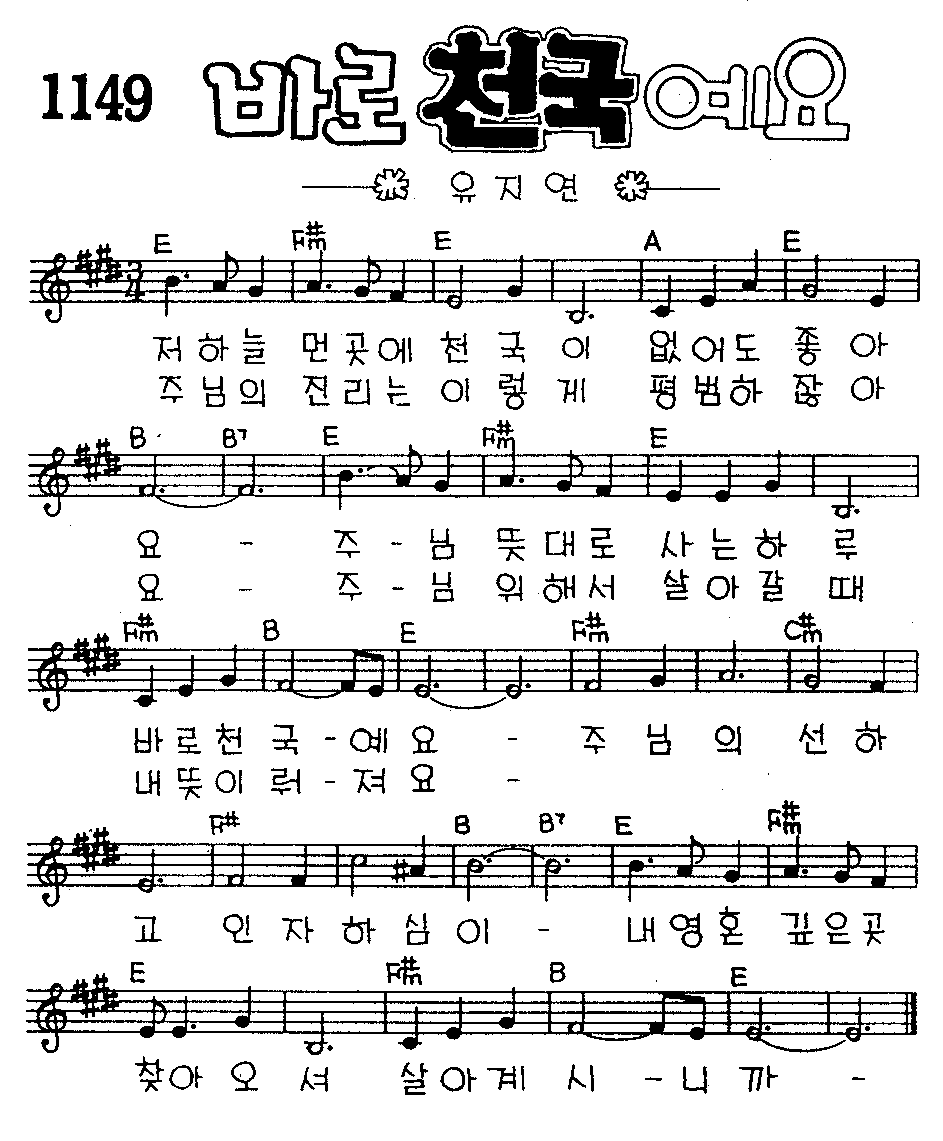 1149 바로 천국예요
유지연
E F#m E A E
3/4
저하늘 먼곳에 천국이 없어도 좋아
주님의 진리는 이렇게 평범하 잖아
B B7 E F#m E
요 - 주-님 뜻대로 사는하루
요 - 주-님 위해서 살아갈때
F#m B E F#m C#m
바로천국-예요 - 주님의 선하
내뜻이뤄-져요 -
F# B B7 E F#m
고 인자하심이 - 내영혼 깊은곳
E F#m B E
찾아오셔 살아계시-니까 -